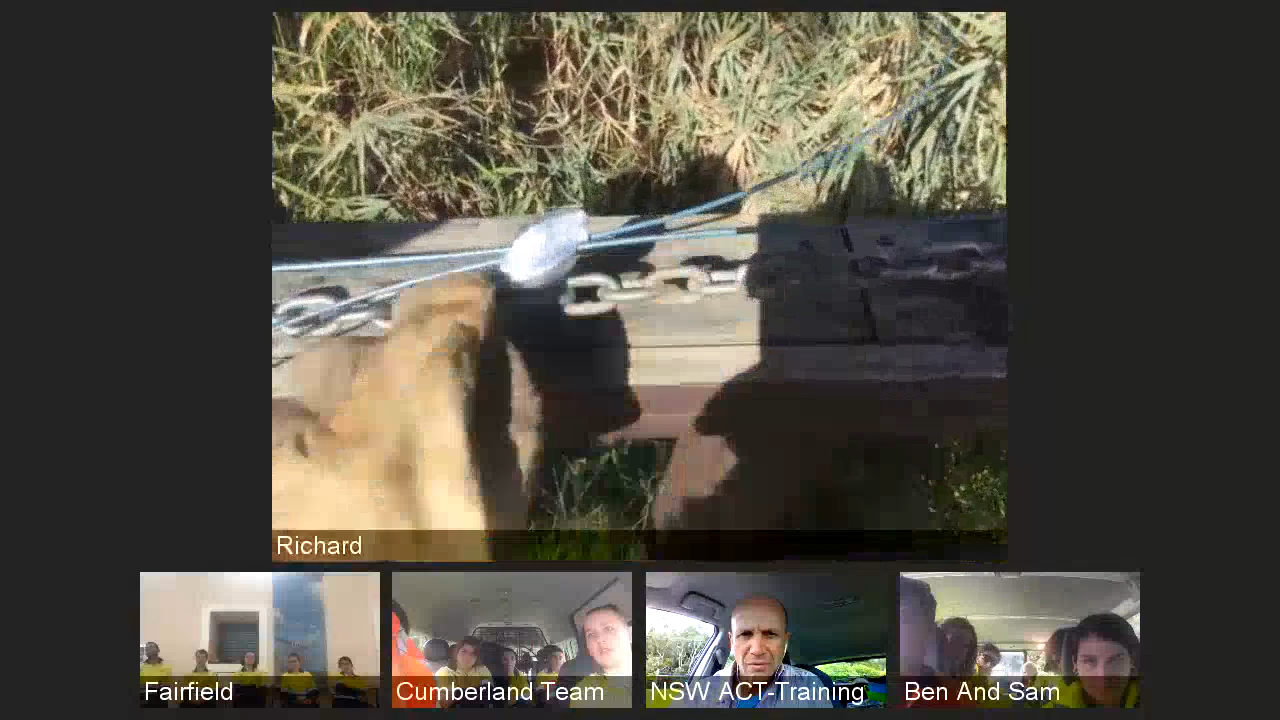 Richard
Fairfield
Cumberland Team
NSW ACT-Training
Ben And Sam